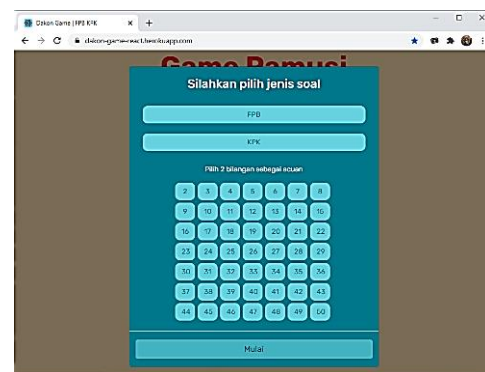 Dakon Game | FPB KPK
dakon-game-react.herokuapp.com
Game Pamusi
Silahkan pilih jenis soal
FPB
KPK
Pilih 2 bilangan sebagai acuan
2 3 4 5 6 7 8
9 10 11 12 13 14 15
16 17 18 19 20 21 22
23 24 25 26 27 28 29
30 31 32 33 34 35 36
37 38 39 40 41 42 43
44 45 46 47 48 49 50
Mulai